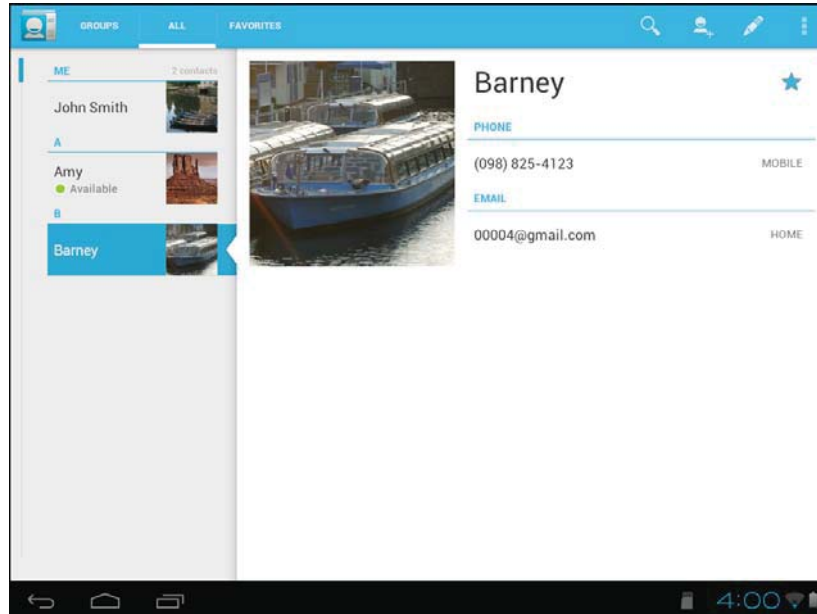 GROUPS
ALL
FAVORITES
ME 2 contacts
John Smith
A
Amy
Available
B
Barney
Barney
PHONE
(098) 825-4123 MOBILE
EMAIL
00004@gmail.com HOME
4:00